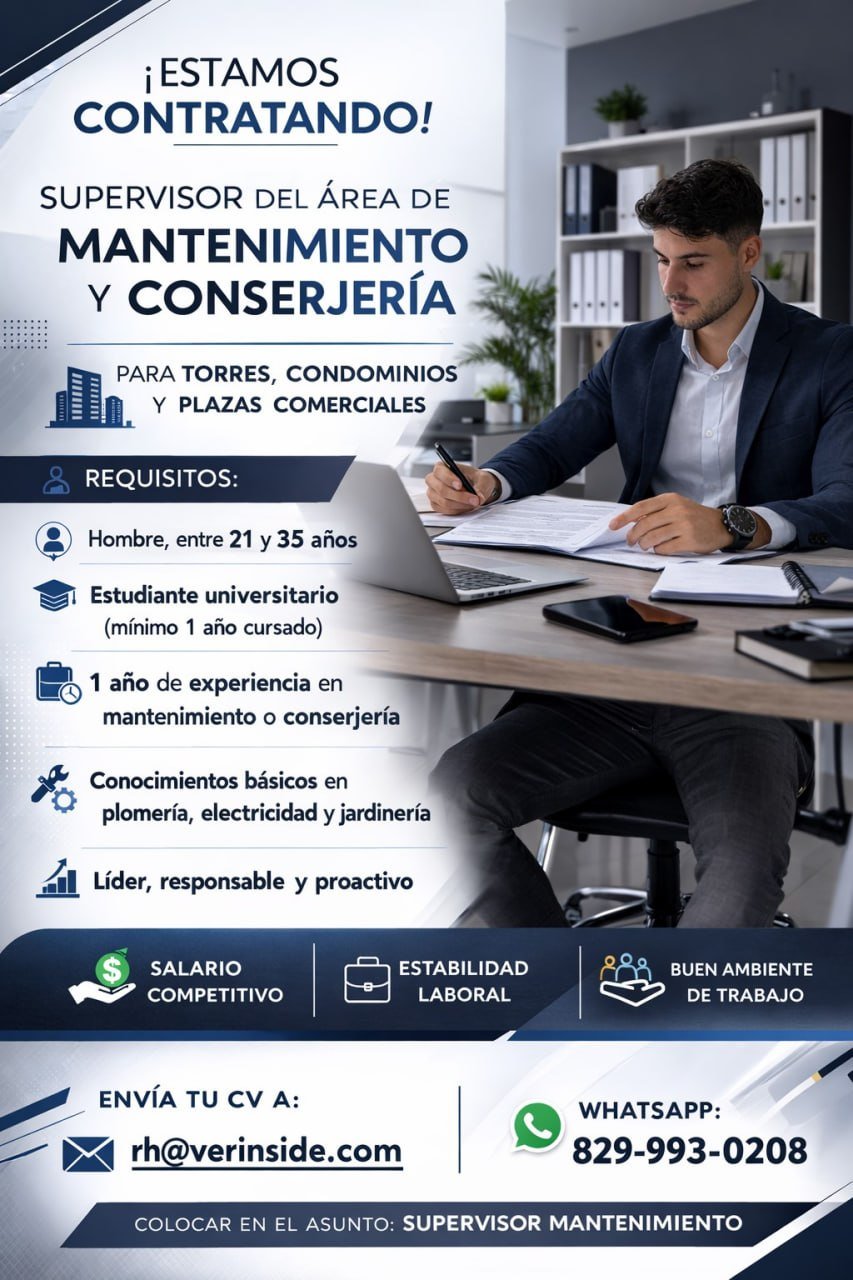 ¡ESTAMOS
CONTRATANDO!
SUPERVISOR DEL ÁREA DE
MANTENIMIENTO
Y CONSERJERÍA
PARA TORRES, CONDOMINIOS
Y PLAZAS COMERCIALES
REQUISITOS:
Hombre, entre 21 y 35 años
Estudiante universitario
(mínimo 1 año cursado)
1 año de experiencia en
mantenimiento o conserjería
Conocimientos básicos en
plomería, electricidad y jardinería
Líder, responsable y proactivo
SALARIO
COMPETITIVO
ESTABILIDAD
LABORAL
BUEN AMBIENTE
DE TRABAJO
ENVÍA TU CV A:
rh@verinside.com
WHATSAPP:
829-993-0208
COLOCAR EN EL ASUNTO: SUPERVISOR MANTENIMIENTO